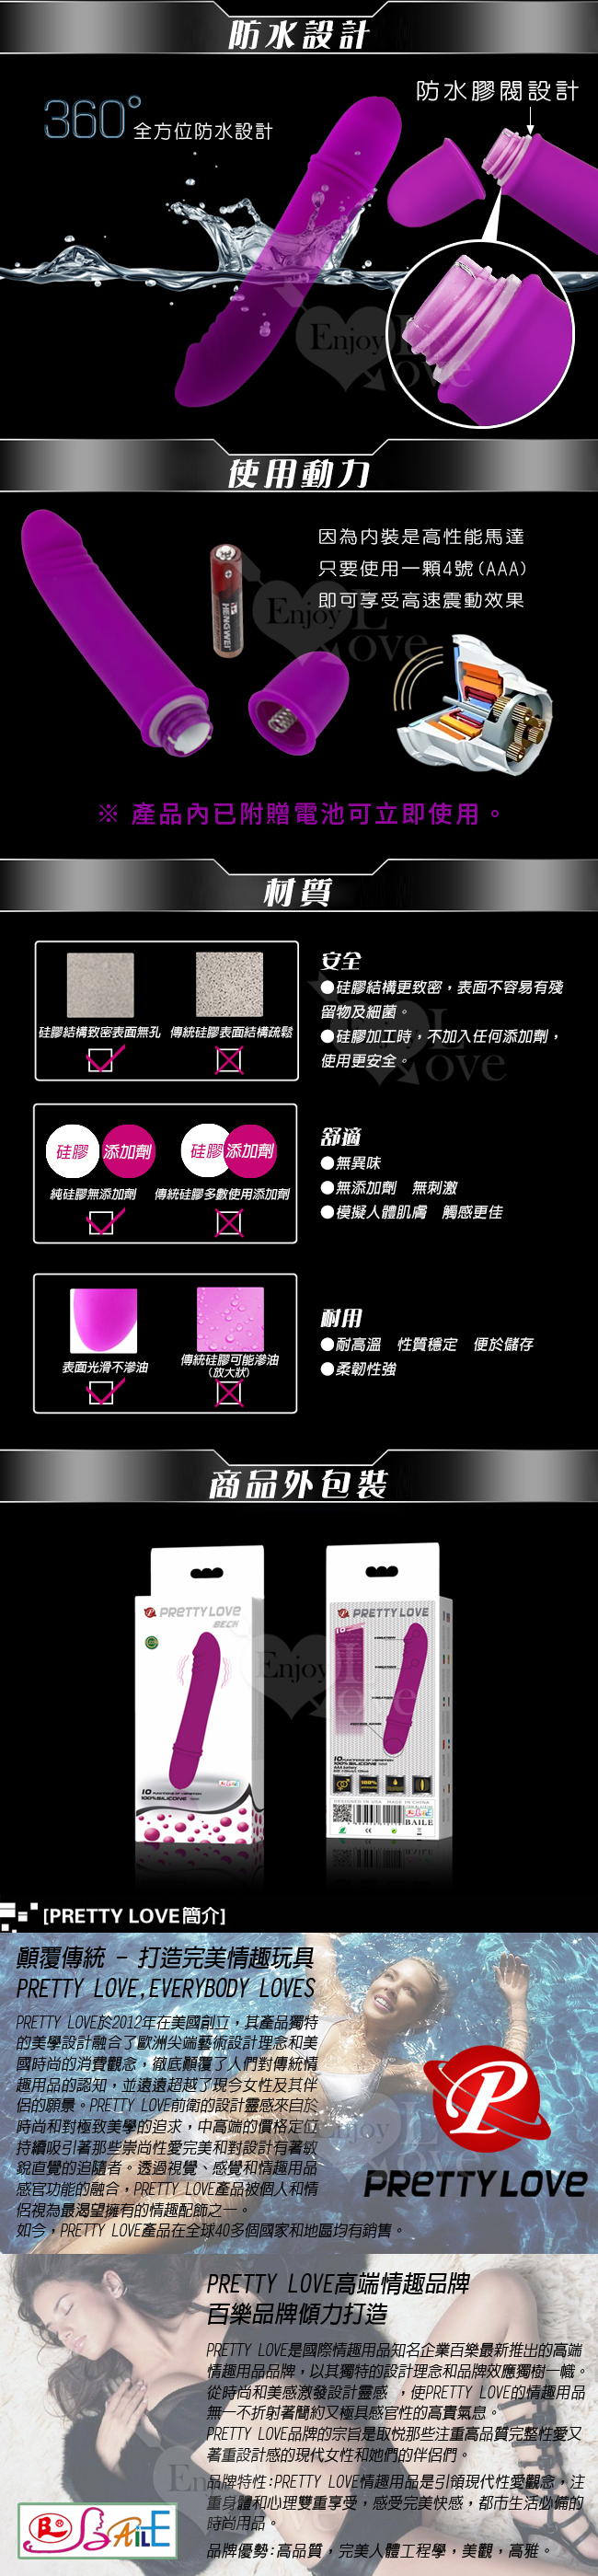 防水設計
防水膠閥設計
360°全方位防水設計
Enjoy Love
使用動力
因為內裝是高性能馬達
只要使用一顆4號(AAA)
即可享受高速震動效果
HENGWEI
Enjoy Love
※ 產品內已附贈電池可立即使用。
材質
安全
●硅膠結構更致密，表面不容易有殘
留物及細菌。
●硅膠加工時，不加入任何添加劑，
使用更安全。
硅膠結構致密表面無孔 傳統硅膠表面結構疏鬆
舒適
●無異味
●無添加劑 無刺激
●模擬人體肌膚 觸感更佳
硅膠 添加劑 硅膠 添加劑
純硅膠無添加劑 傳統硅膠多數使用添加劑
耐用
●耐高溫 性質穩定 便於儲存
●柔韌性強
表面光滑不滲油 傳統硅膠可能滲油
(放大狀)
商品外包裝
PRETTY LOVE
BECK
10 FUNCTIONS OF VIBRATION
100% SILICONE
PRETTY LOVE
10 FUNCTIONS OF VIBRATION
100% SILICONE
AAA battery
DESIGNED IN USA MADE IN CHINA
BAILE
Enjoy Love
[PRETTY LOVE簡介]
顛覆傳統 - 打造完美情趣玩具
PRETTY LOVE,EVERYBODY LOVES
PRETTY LOVE於2012年在美國創立，其產品獨特
的美學設計融合了歐洲尖端藝術設計理念和美
國時尚的消費觀念，徹底顛覆了人們對傳統情
趣用品的認知，並遠遠超越了現今女性及其伴
侶的願景。PRETTY LOVE前衛的設計靈感來自於
時尚和對極致美學的追求，中高端的價格定位
持續吸引著那些崇尚性愛完美和對設計有著敏
銳直覺的追隨者。透過視覺、感覺和情趣用品
感官功能的融合，PRETTY LOVE產品被個人和情
侶視為最渴望擁有的情趣配飾之一。
如今，PRETTY LOVE產品在全球40多個國家和地區均有銷售。
PRETTY LOVE
PRETTY LOVE高端情趣品牌
百樂品牌傾力打造
PRETTY LOVE是國際情趣用品知名企業百樂最新推出的高端
情趣用品品牌，以其獨特的設計理念和品牌效應獨樹一幟。
從時尚和美感激發設計靈感 ，使PRETTY LOVE的情趣用品
無一不折射著簡約又極具感官性的高貴氣息。
PRETTY LOVE品牌的宗旨是取悅那些注重高品質完整性愛又
著重設計感的現代女性和她們的伴侶們。
品牌特性:PRETTY LOVE情趣用品是引領現代性愛觀念，注
重身體和心理雙重享受，感受完美快感，都市生活必備的
時尚用品。
品牌優勢:高品質，完美人體工程學，美觀，高雅。
BAILE